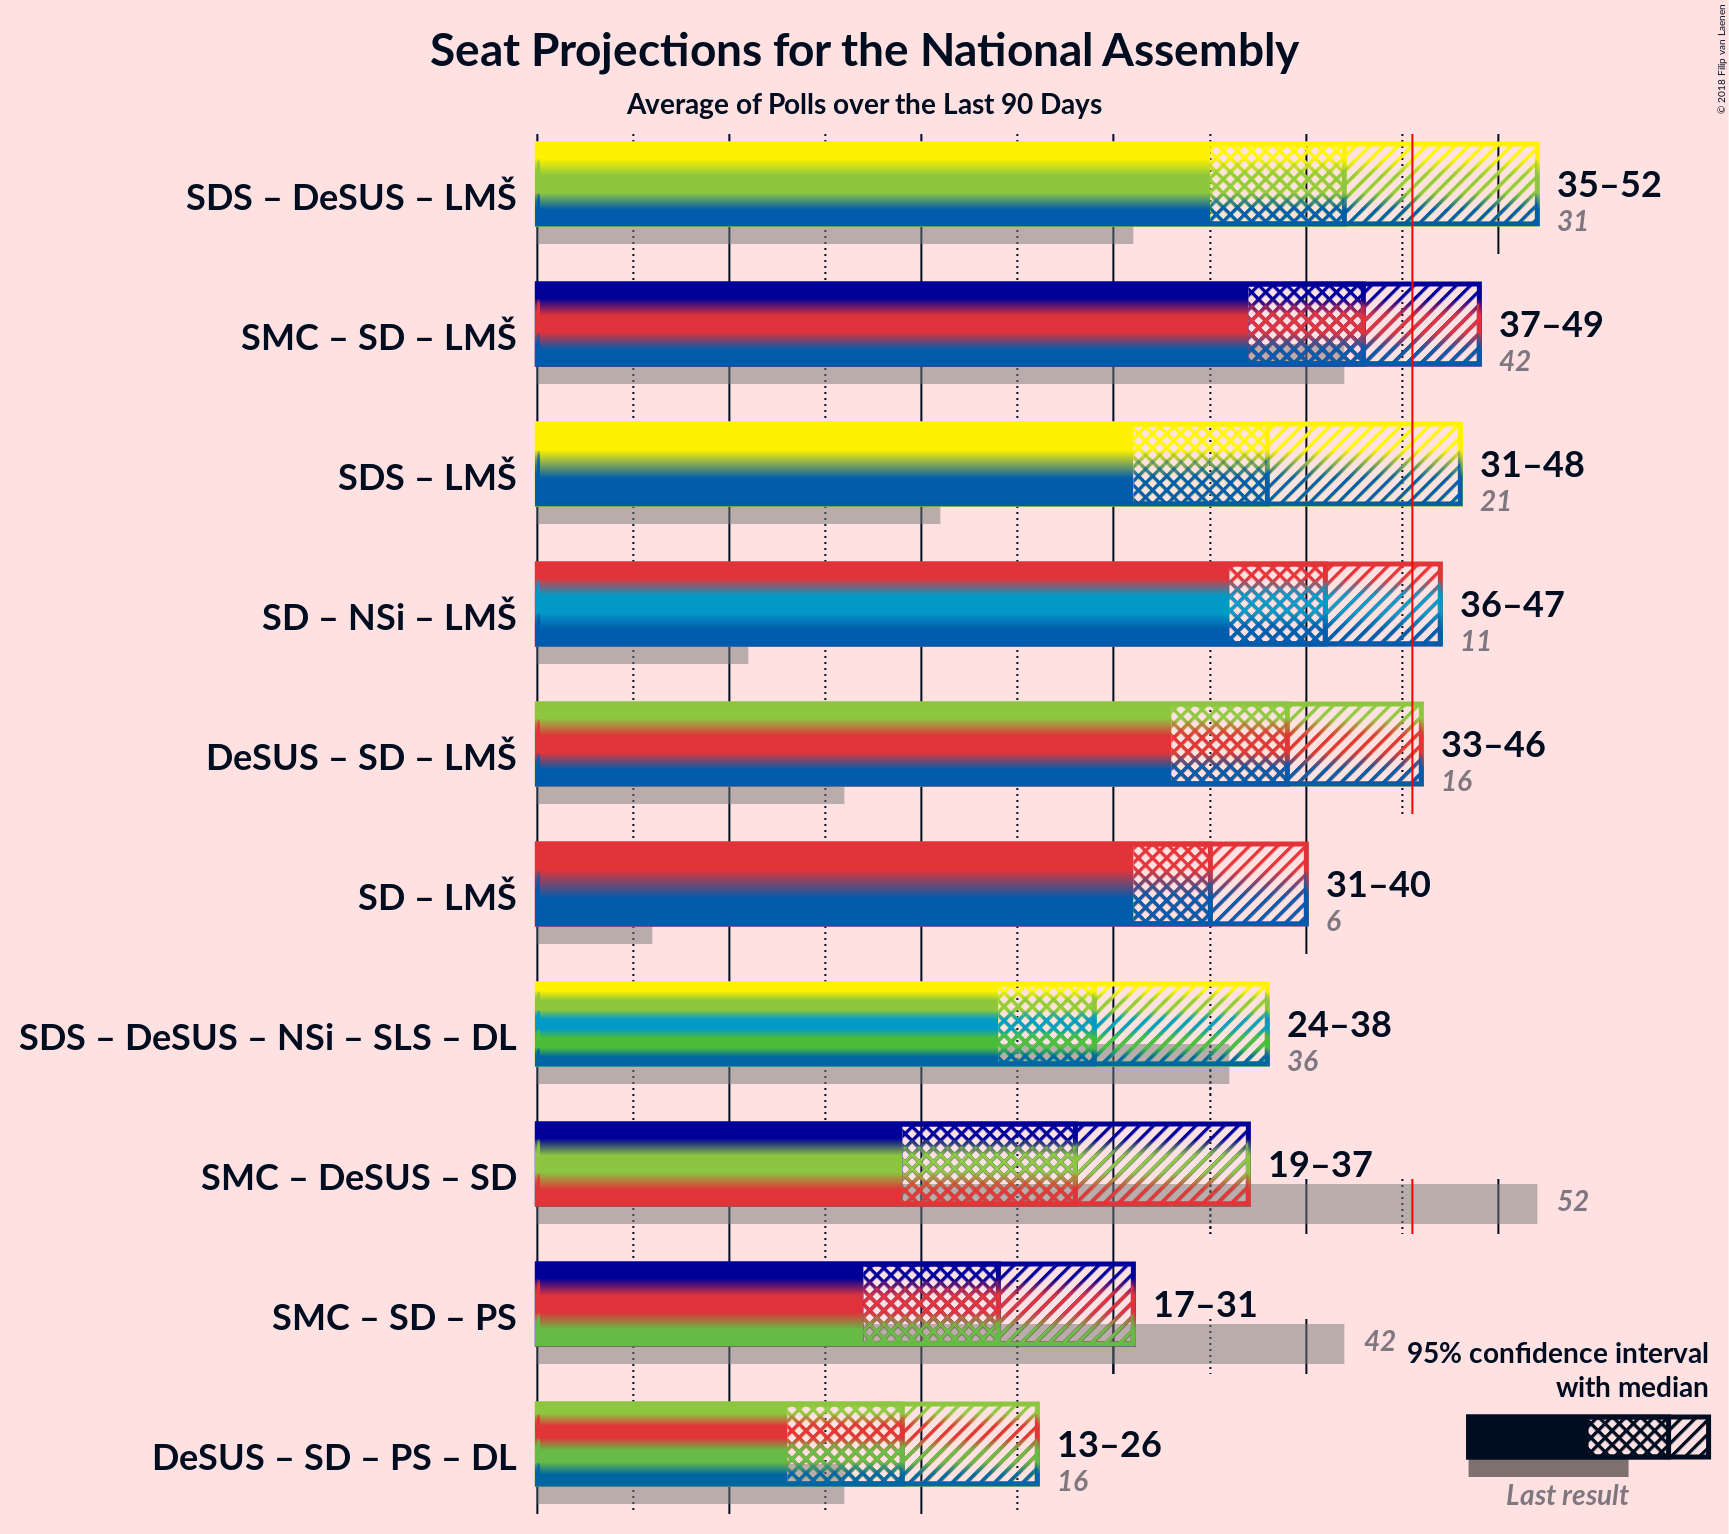 Seat Projections for the National Assembly
Average of Polls over the Last 90 Days
© 2018 Filip van Laenen
SDS – DeSUS – LMŠ
35–52
31
SMC – SD – LMŠ
37–49
42
SDS – LMŠ
31–48
21
SD – NSi – LMŠ
36–47
11
DeSUS – SD – LMŠ
33–46
16
SD – LMŠ
31–40
6
SDS – DeSUS – NSi – SLS – DL
24–38
36
SMC – DeSUS – SD
19–37
52
SMC – SD – PS
17–31
42
DeSUS – SD – PS – DL
13–26
16
95% confidence interval
with median
Last result